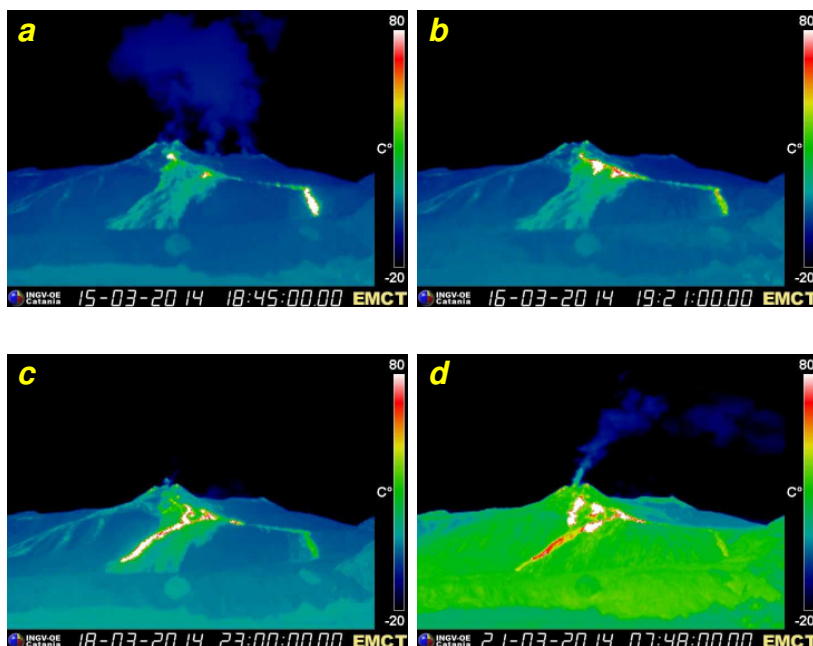 a
80
C°
-20
INGV-OE
Catania
15-03-2014 18:45:00.00 EMCT
b
80
C°
-20
INGV-OE
Catania
16-03-2014 19:21:00.00 EMCT
c
80
C°
-20
INGV-OE
Catania
18-03-2014 23:00:00.00 EMCT
d
80
C°
-20
INGV-OE
Catania
21-03-2014 07:48:00.00 EMCT